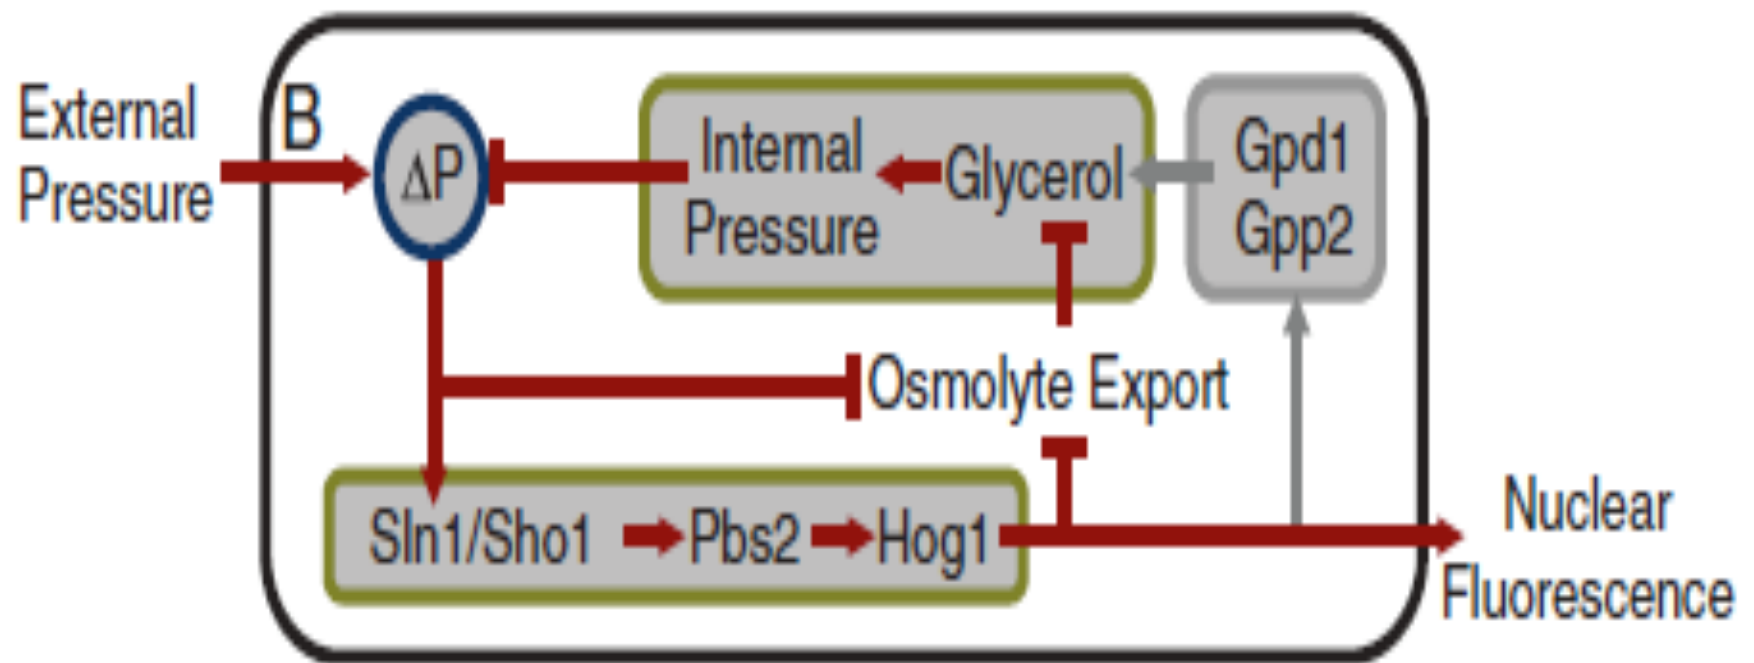 External
Pressure
B
ΔP
Internal
Pressure
Glycerol
Gpd1
Gpp2
Osmolyte Export
Sln1/Sho1
Pbs2
Hog1
Nuclear
Fluorescence